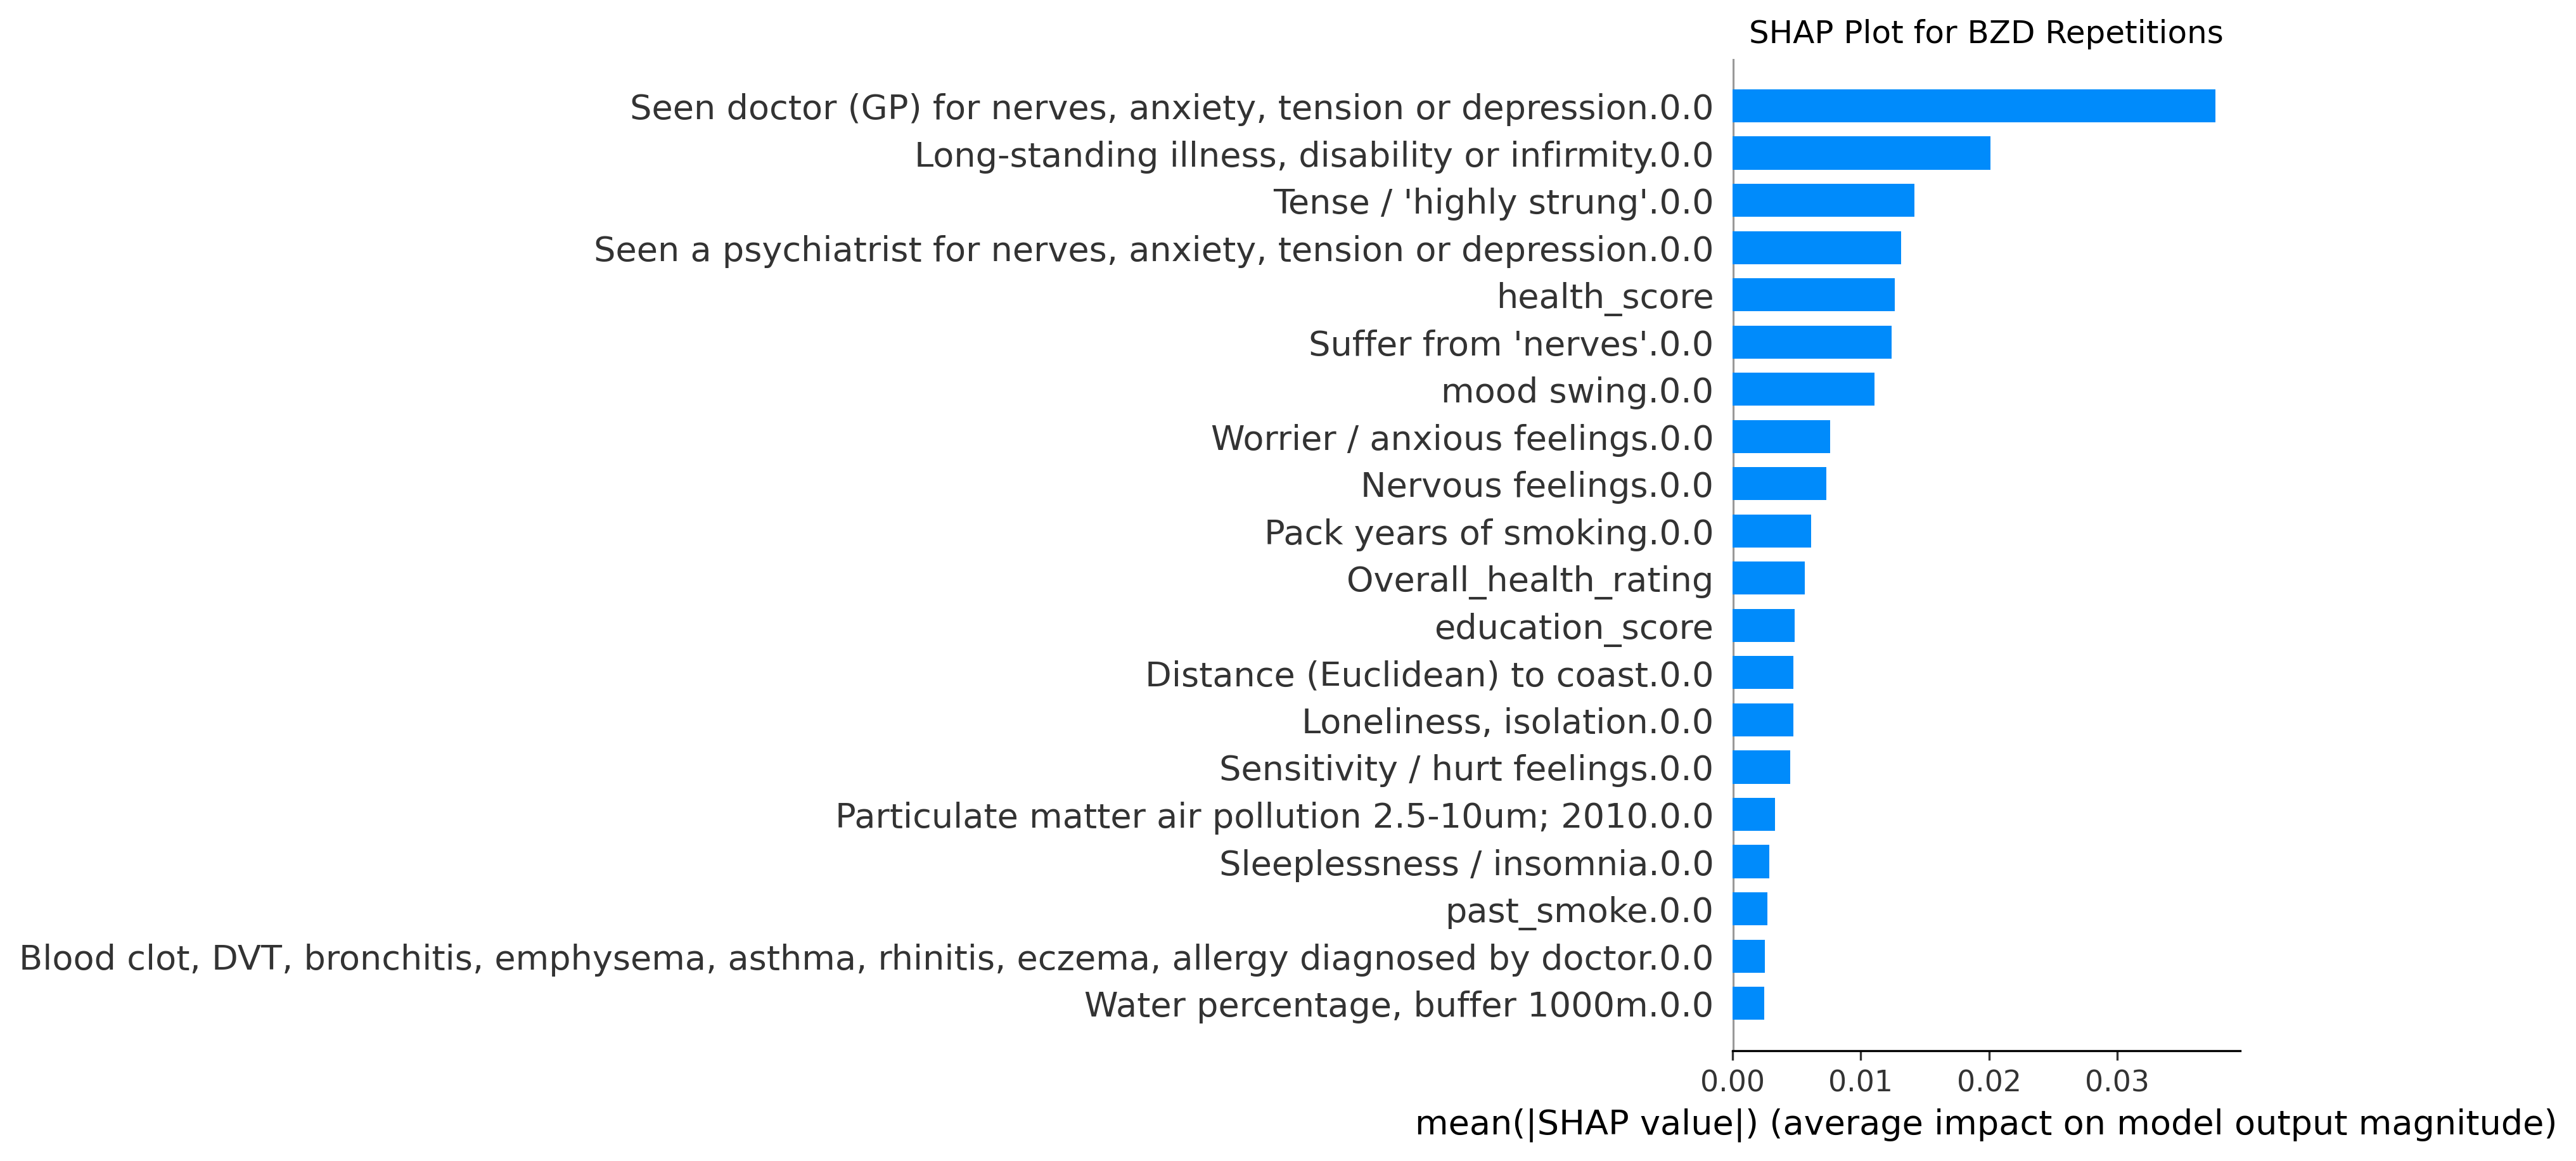 SHAP Plot for BZD Repetitions
Seen doctor (GP) for nerves, anxiety, tension or depression.0.0
Long-standing illness, disability or infirmity.0.0
Tense / 'highly strung'.0.0
Seen a psychiatrist for nerves, anxiety, tension or depression.0.0
health_score
Suffer from 'nerves'.0.0
mood swing.0.0
Worrier / anxious feelings.0.0
Nervous feelings.0.0
Pack years of smoking.0.0
Overall_health_rating
education_score
Distance (Euclidean) to coast.0.0
Loneliness, isolation.0.0
Sensitivity / hurt feelings.0.0
Particulate matter air pollution 2.5-10um; 2010.0.0
Sleeplessness / insomnia.0.0
past_smoke.0.0
Blood clot, DVT, bronchitis, emphysema, asthma, rhinitis, eczema, allergy diagnosed by doctor.0.0
Water percentage, buffer 1000m.0.0
0.00 0.01 0.02 0.03
mean(|SHAP value|) (average impact on model output magnitude)